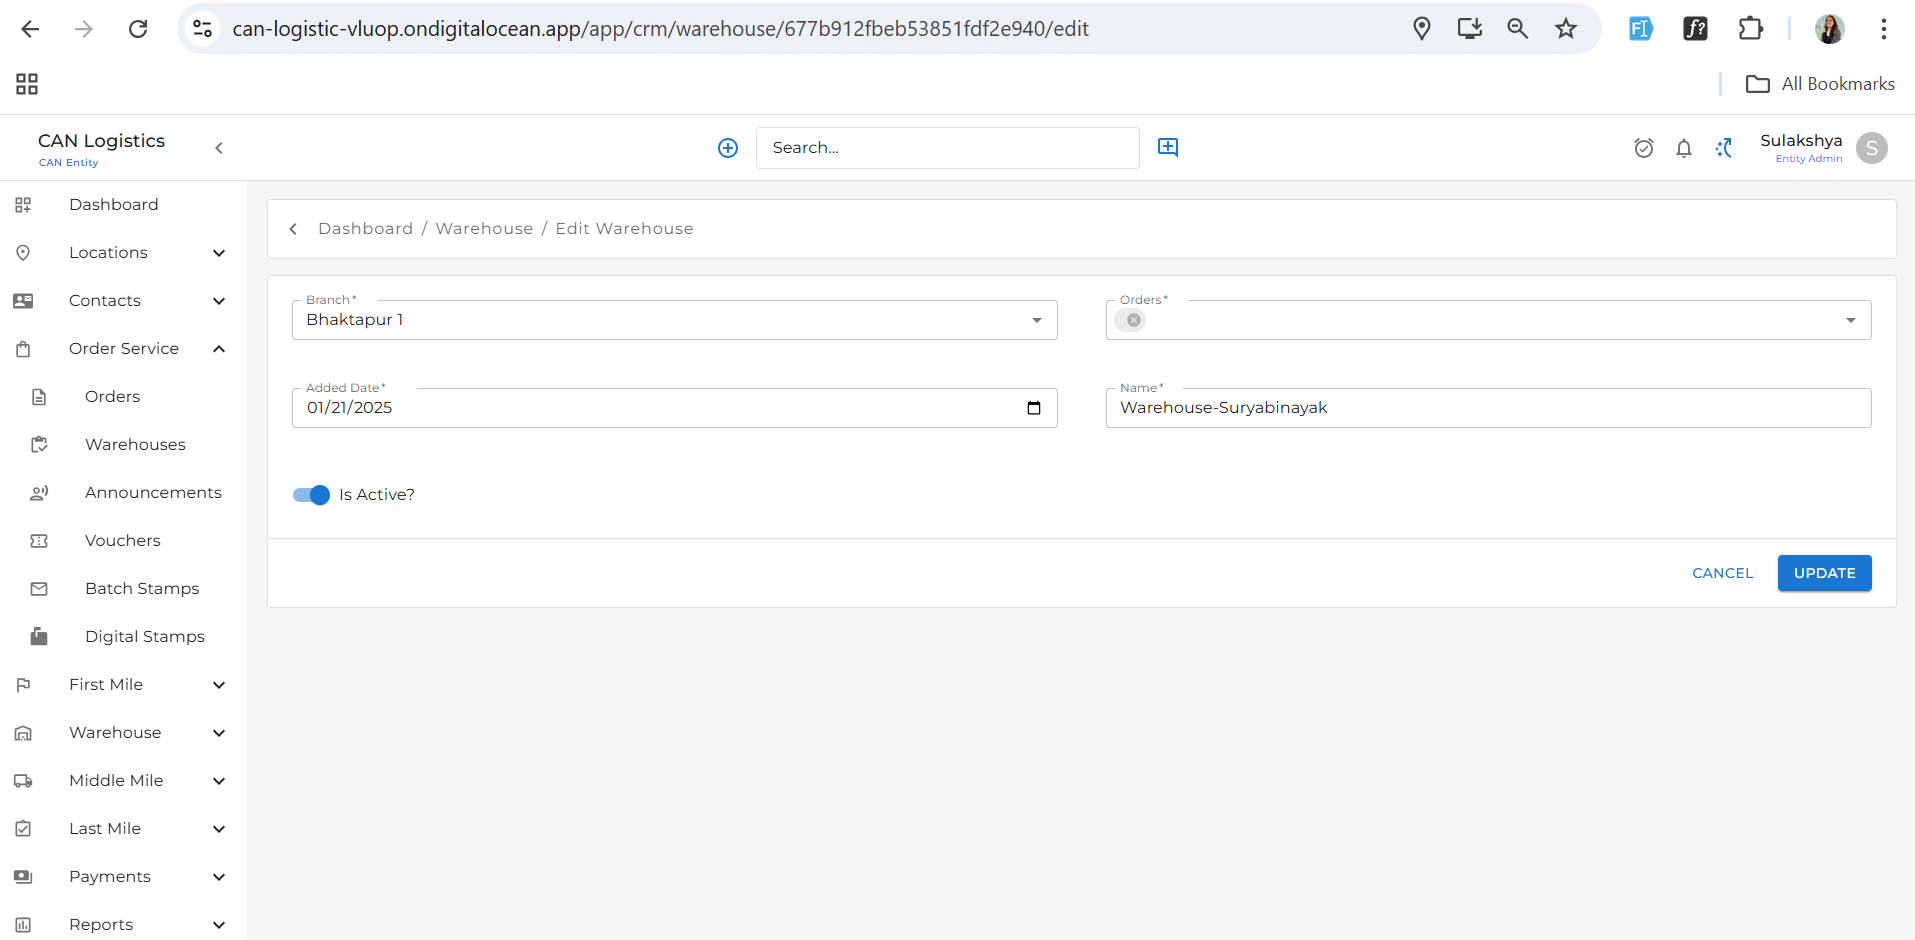 can-logistic-vluop.ondigitalocean.app/app/crm/warehouse/677b912fbeb53851fdf2e940/edit
All Bookmarks
CAN Logistics
CAN Entity
Search...
Sulakshya
Entity Admin
S
Dashboard
Locations
Contacts
Order Service
Orders
Warehouses
Announcements
Vouchers
Batch Stamps
Digital Stamps
First Mile
Warehouse
Middle Mile
Last Mile
Payments
Reports
Dashboard / Warehouse / Edit Warehouse
Branch*
Bhaktapur 1
Orders*
Added Date*
01/21/2025
Name*
Warehouse-Suryabinayak
Is Active?
CANCEL
UPDATE